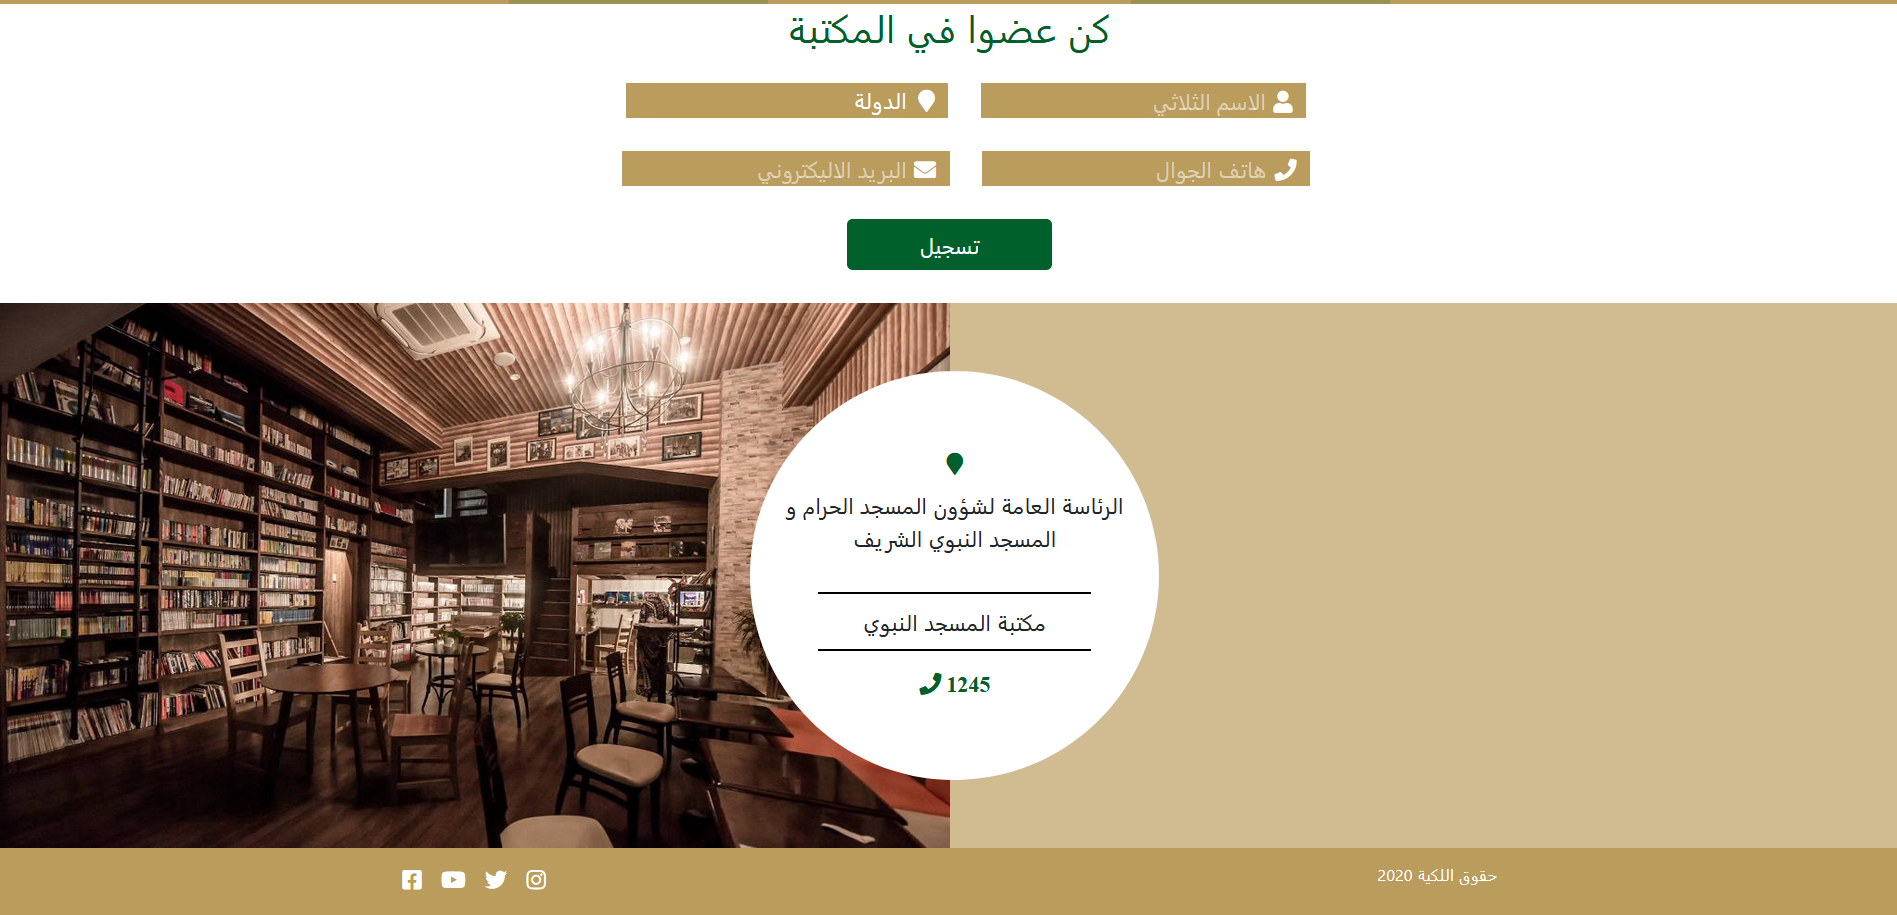 كن عضوا في المكتبة
الاسم الثلاثي
الدولة
هاتف الجوال
البريد الاليكتروني
تسجيل
الرئاسة العامة لشؤون المسجد الحرام و
المسجد النبوي الشريف
مكتبة المسجد النبوي
1245
حقوق اللكية 2020